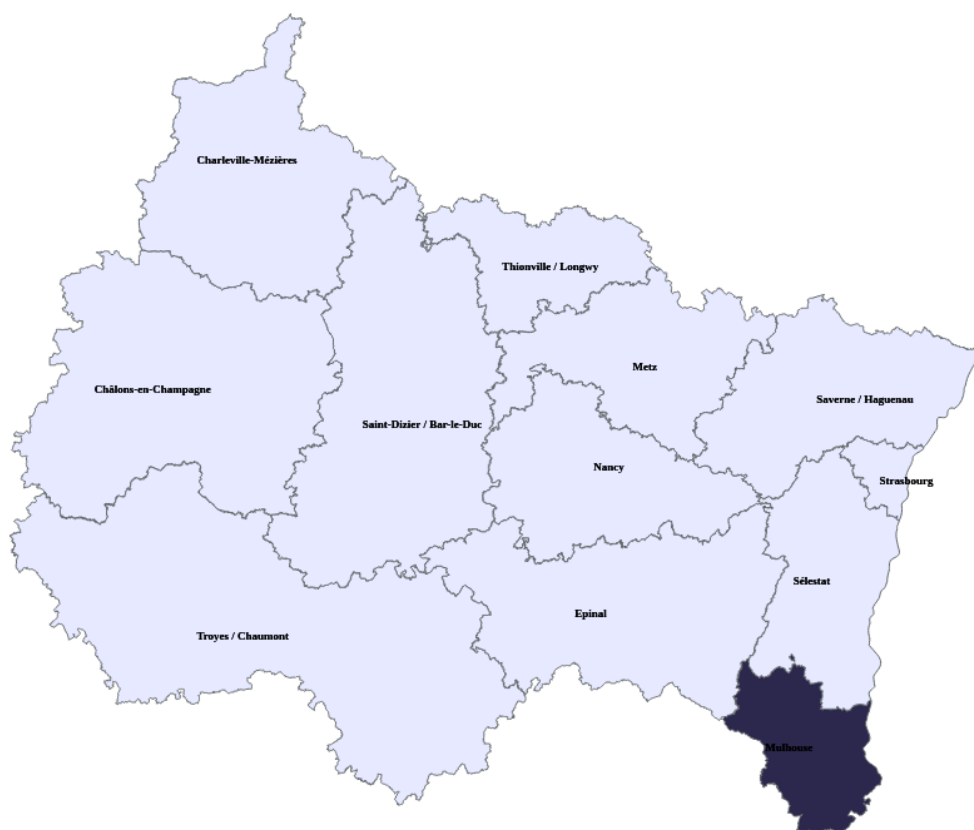 Charleville-Mézières
Thionville / Longwy
Metz
Châlons-en-Champagne
Saverne / Haguenau
Saint-Dizier / Bar-le-Duc
Nancy
Strasbourg
Sélestat
Epinal
Troyes / Chaumont
Mulhouse